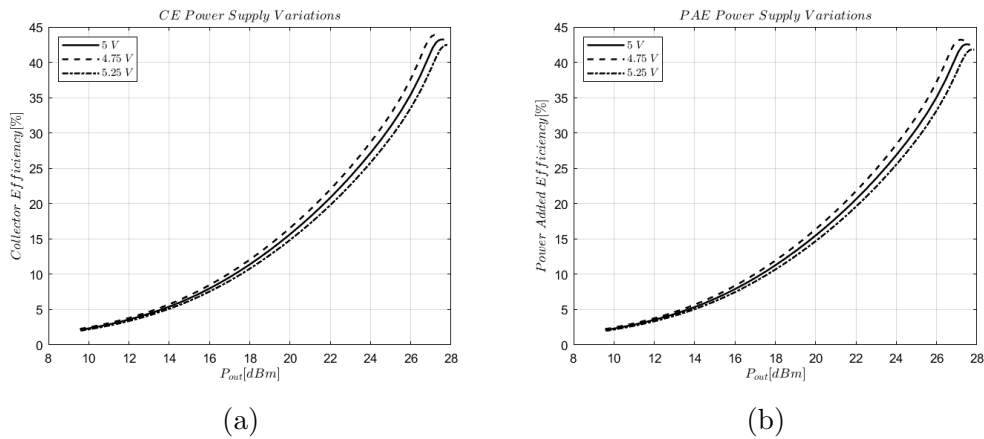 CE Power Supply Variations
5 V
4.75 V
5.25 V
Collector Efficiency[%]
45
40
35
30
25
20
15
10
5
0
8 10 12 14 16 18 20 22 24 26 28
P_out[dBm]
(a)
PAE Power Supply Variations
5 V
4.75 V
5.25 V
Power Added Efficiency[%]
45
40
35
30
25
20
15
10
5
0
8 10 12 14 16 18 20 22 24 26 28
P_out[dBm]
(b)